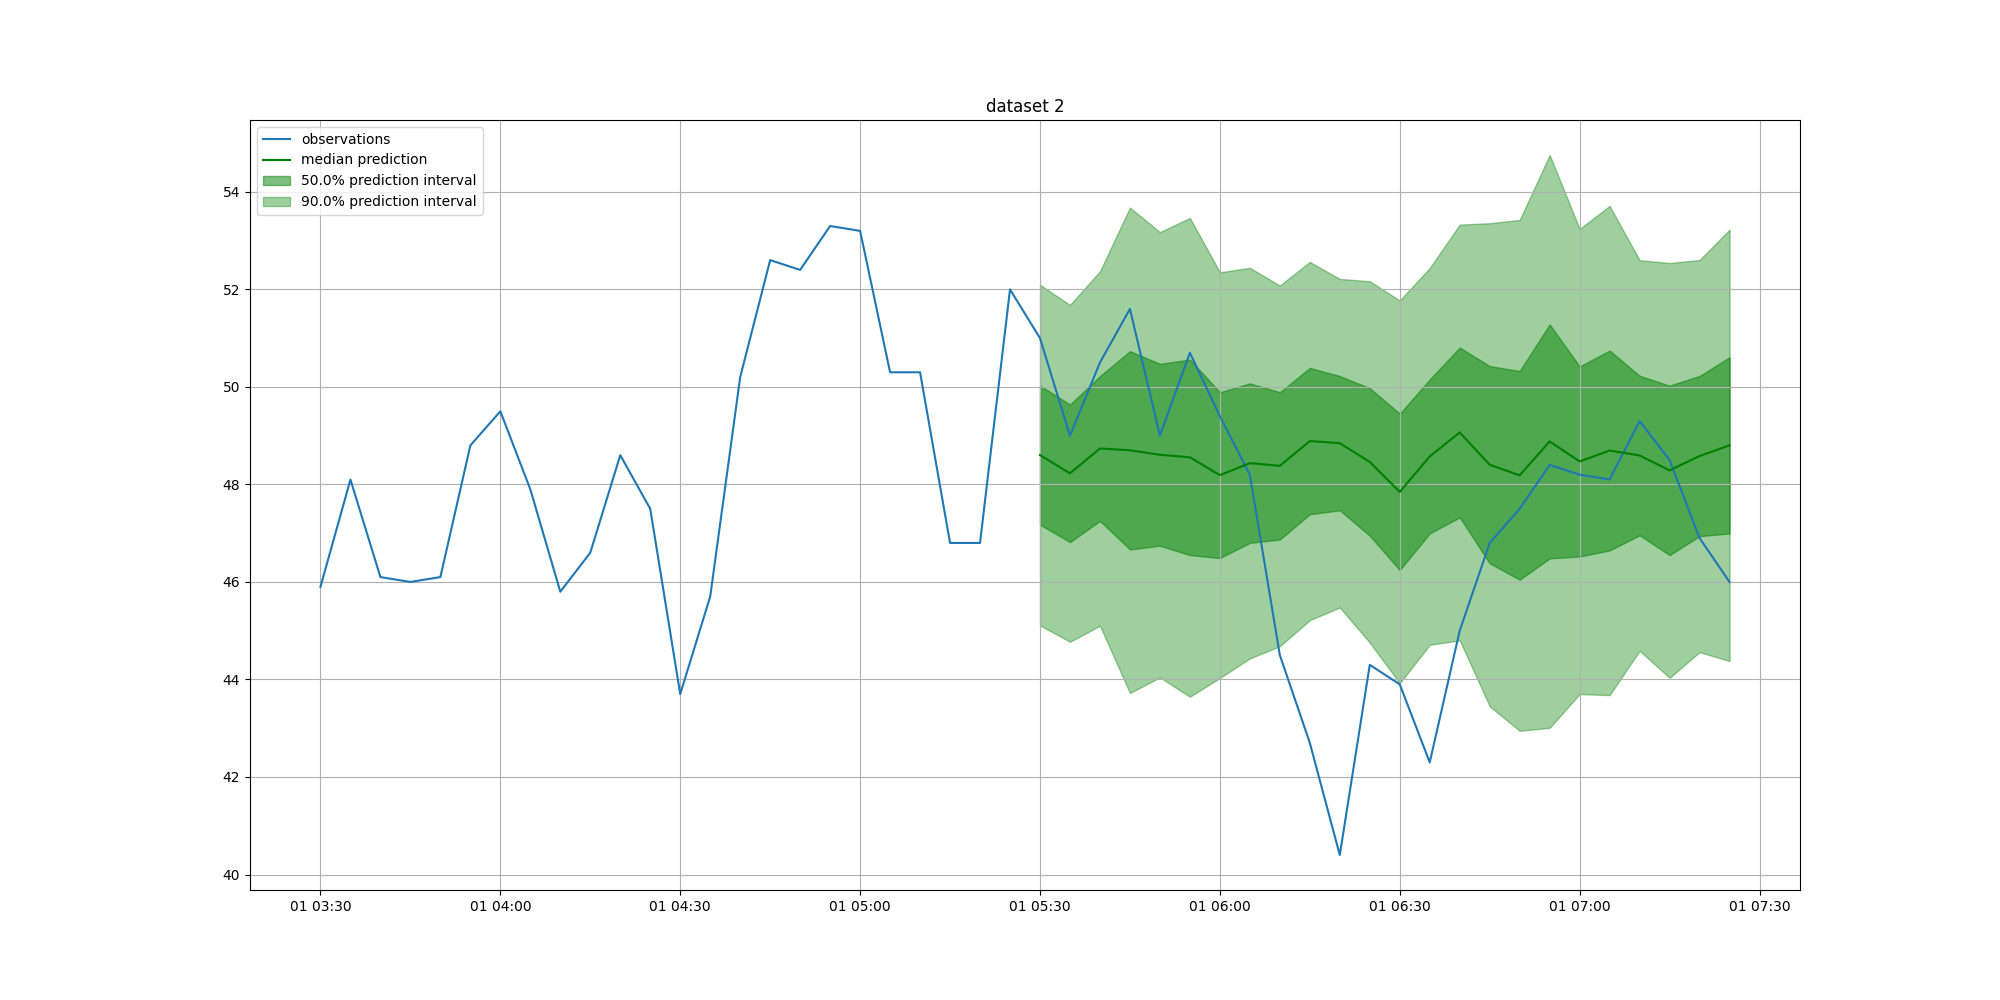 dataset 2
observations
median prediction
50.0% prediction interval
90.0% prediction interval
54
52
50
48
46
44
42
40
01 03:30 01 04:00 01 04:30 01 05:00 01 05:30 01 06:00 01 06:30 01 07:00 01 07:30